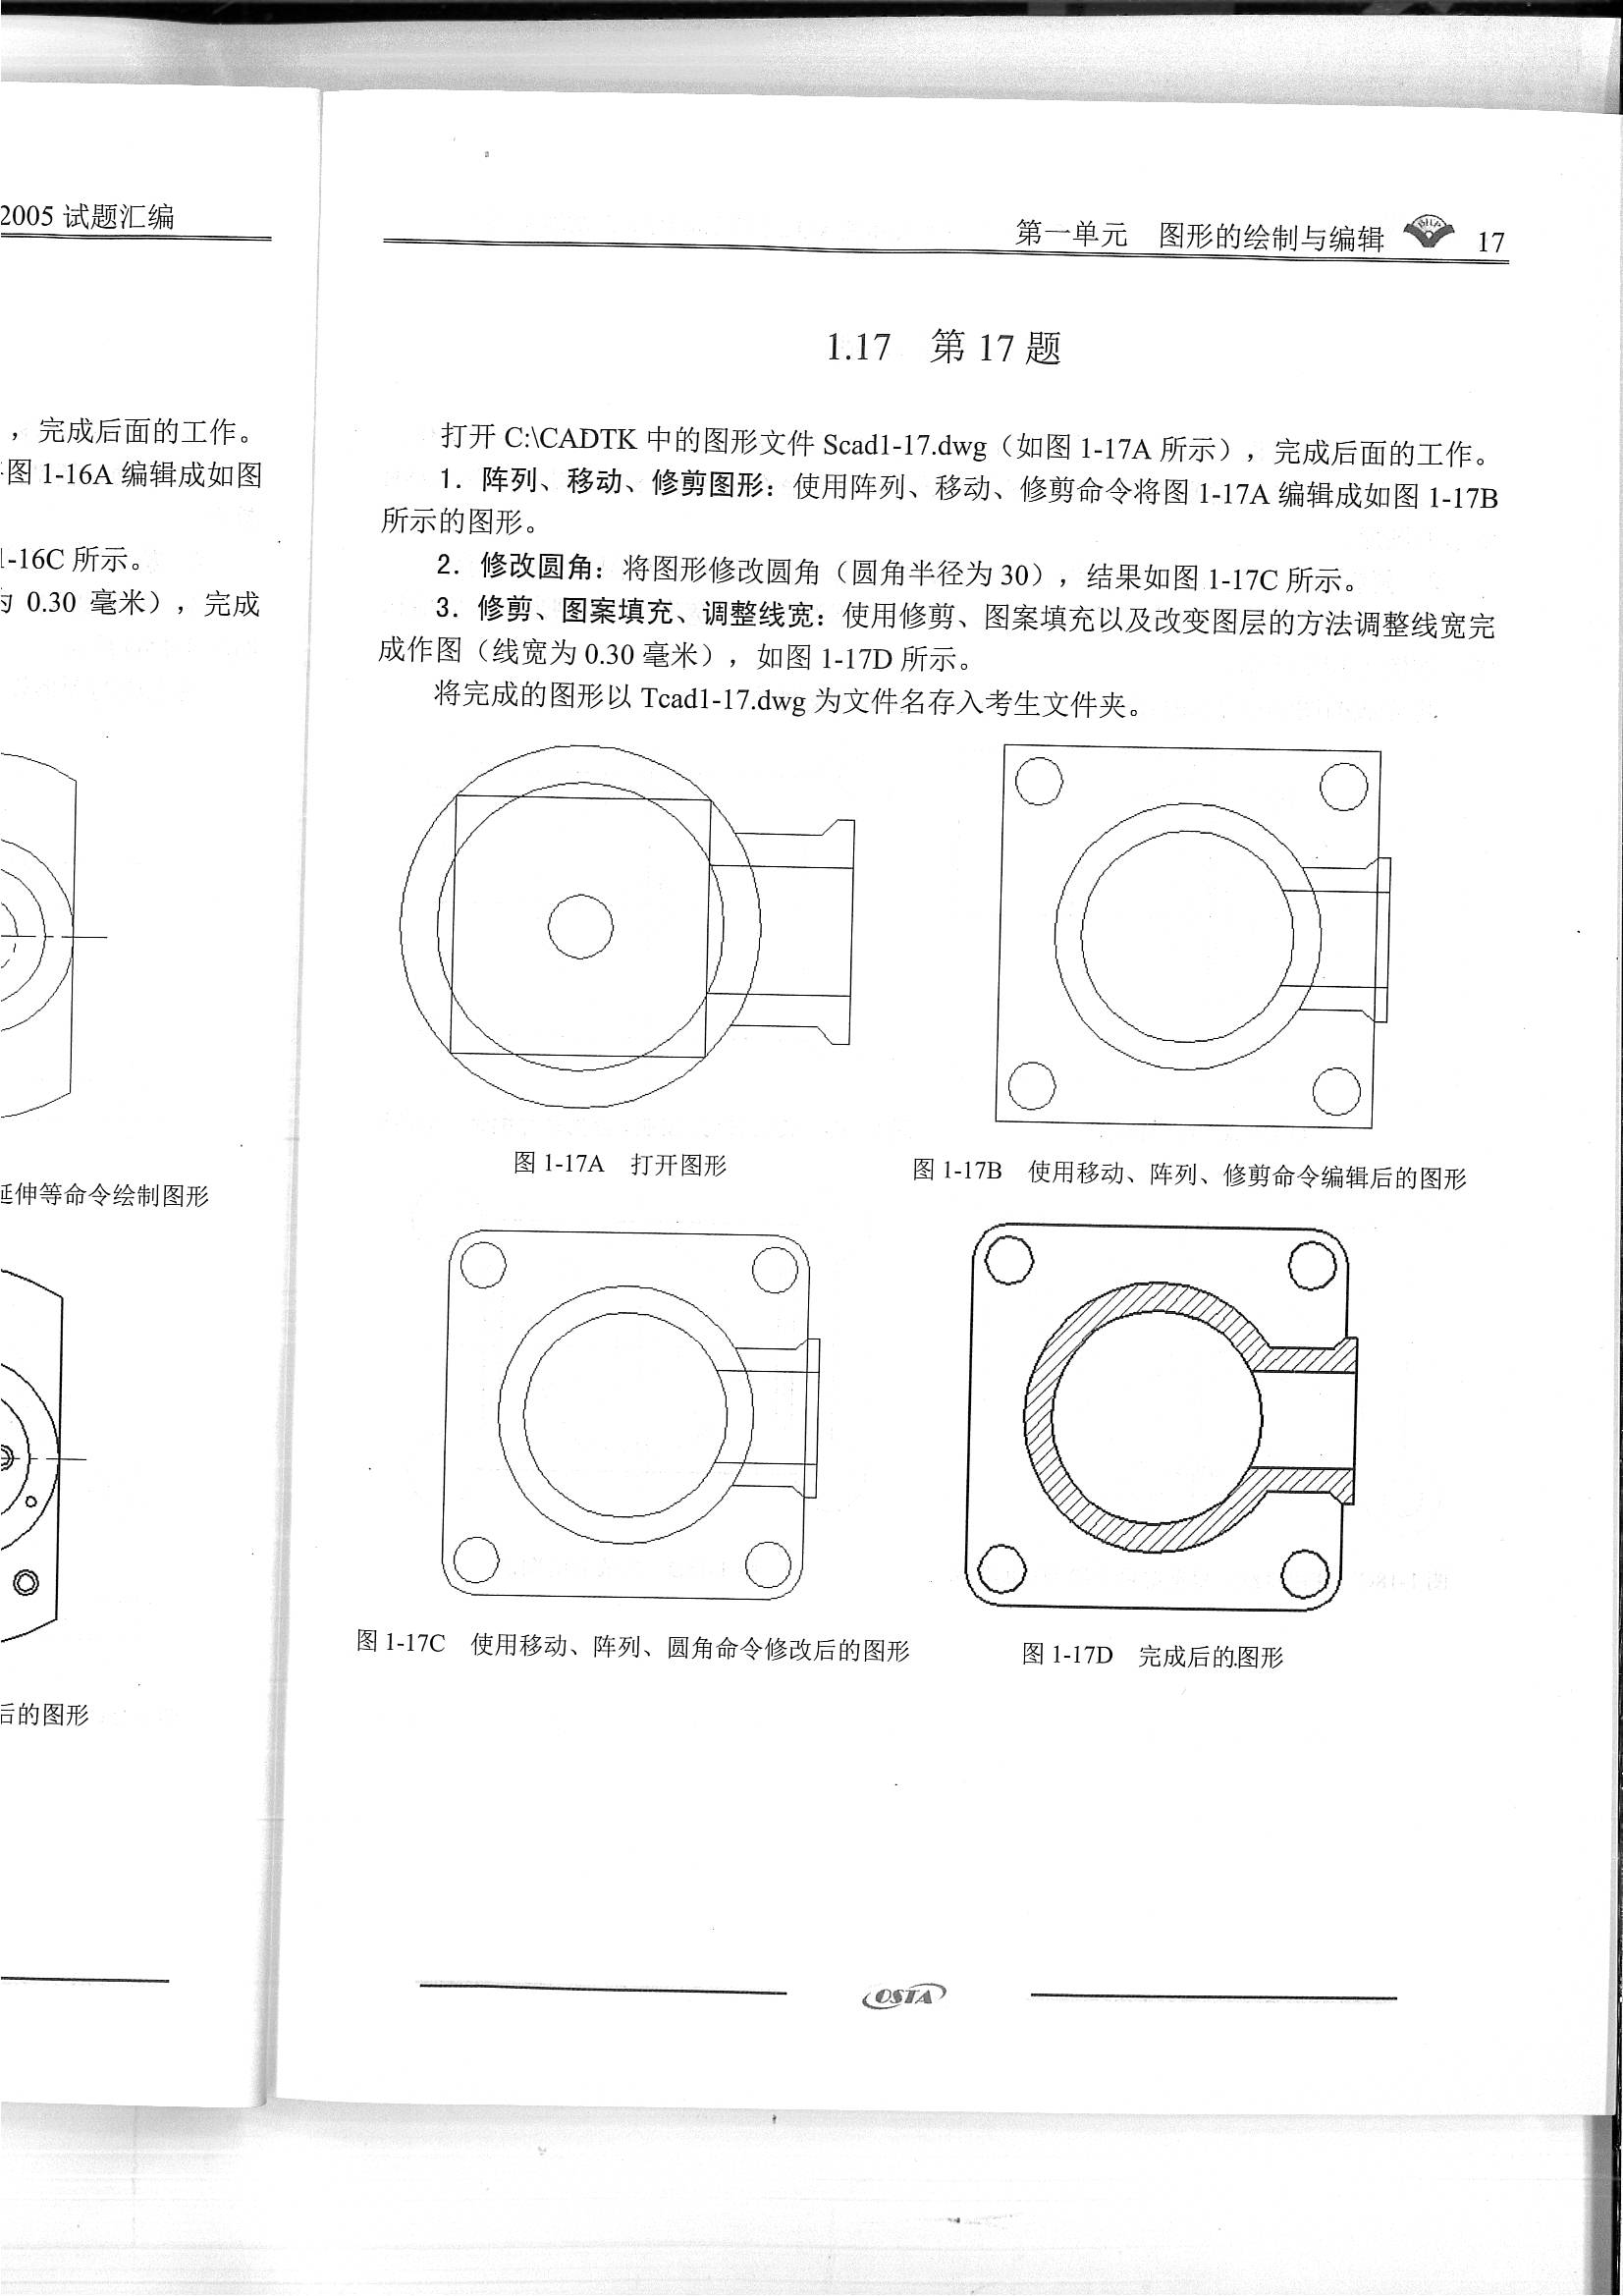 2005 试题汇编
，完成后面的工作。
图 1-16A 编辑成如图
1-16C 所示。
为 0.30 毫米），完成
延伸等命令绘制图形
后的图形
第一单元 图形的绘制与编辑 17
1.17 第 17 题
打开 C:\CADTK 中的图形文件 Scad1-17.dwg（如图 1-17A 所示），完成后面的工作。
1．阵列、移动、修剪图形：使用阵列、移动、修剪命令将图 1-17A 编辑成如图 1-17B
所示的图形。
2．修改圆角：将图形修改圆角（圆角半径为 30），结果如图 1-17C 所示。
3．修剪、图案填充、调整线宽：使用修剪、图案填充以及改变图层的方法调整线宽完
成作图（线宽为 0.30 毫米），如图 1-17D 所示。
将完成的图形以 Tcad1-17.dwg 为文件名存入考生文件夹。
图 1-17A 打开图形
图 1-17B 使用移动、阵列、修剪命令编辑后的图形
图 1-17C 使用移动、阵列、圆角命令修改后的图形
图 1-17D 完成后的图形
OSTA